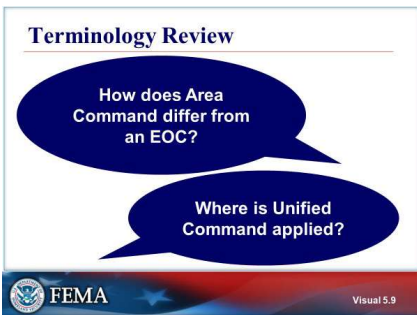 Terminology Review
How does Area
Command differ from
an EOC?
Where is Unified
Command applied?
FEMA
Visual 5.9